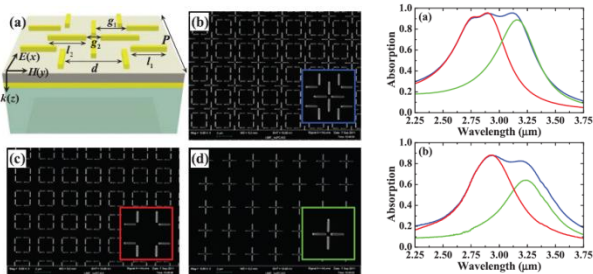 (a)
g₁
P
l₂
g₂
E(x)
H(y)
d
l₁
k(z)
(b)
(c)
(d)
(a)
Absorption
1.0
0.8
0.6
0.4
0.2
0.0
2.25 2.50 2.75 3.00 3.25 3.50 3.75
Wavelength (μm)
(b)
Absorption
1.0
0.8
0.6
0.4
0.2
0.0
2.25 2.50 2.75 3.00 3.25 3.50 3.75
Wavelength (μm)